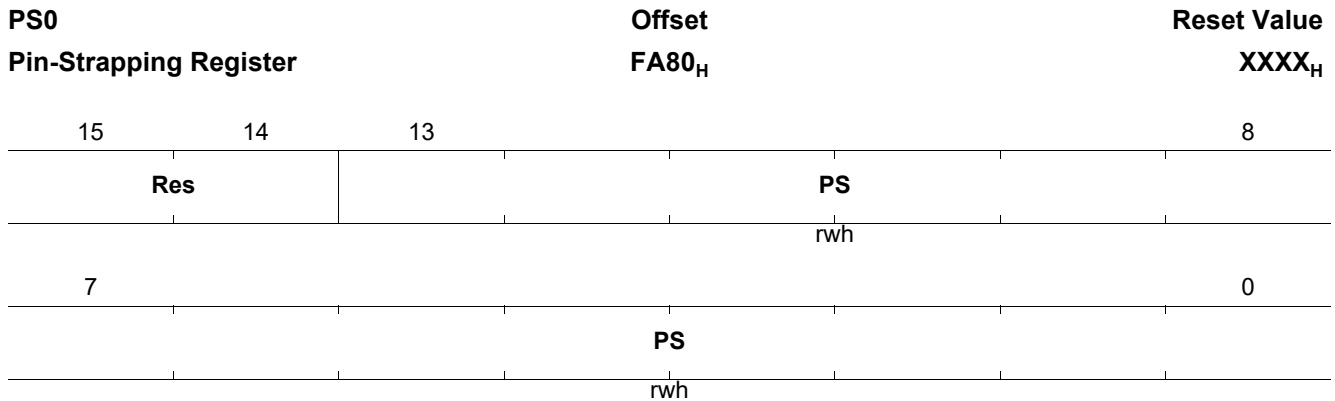 PS0 Offset Reset Value
Pin-Strapping Register FA80H XXXXH
15 14 13 8
Res PS
rwh
7 0
PS
rwh